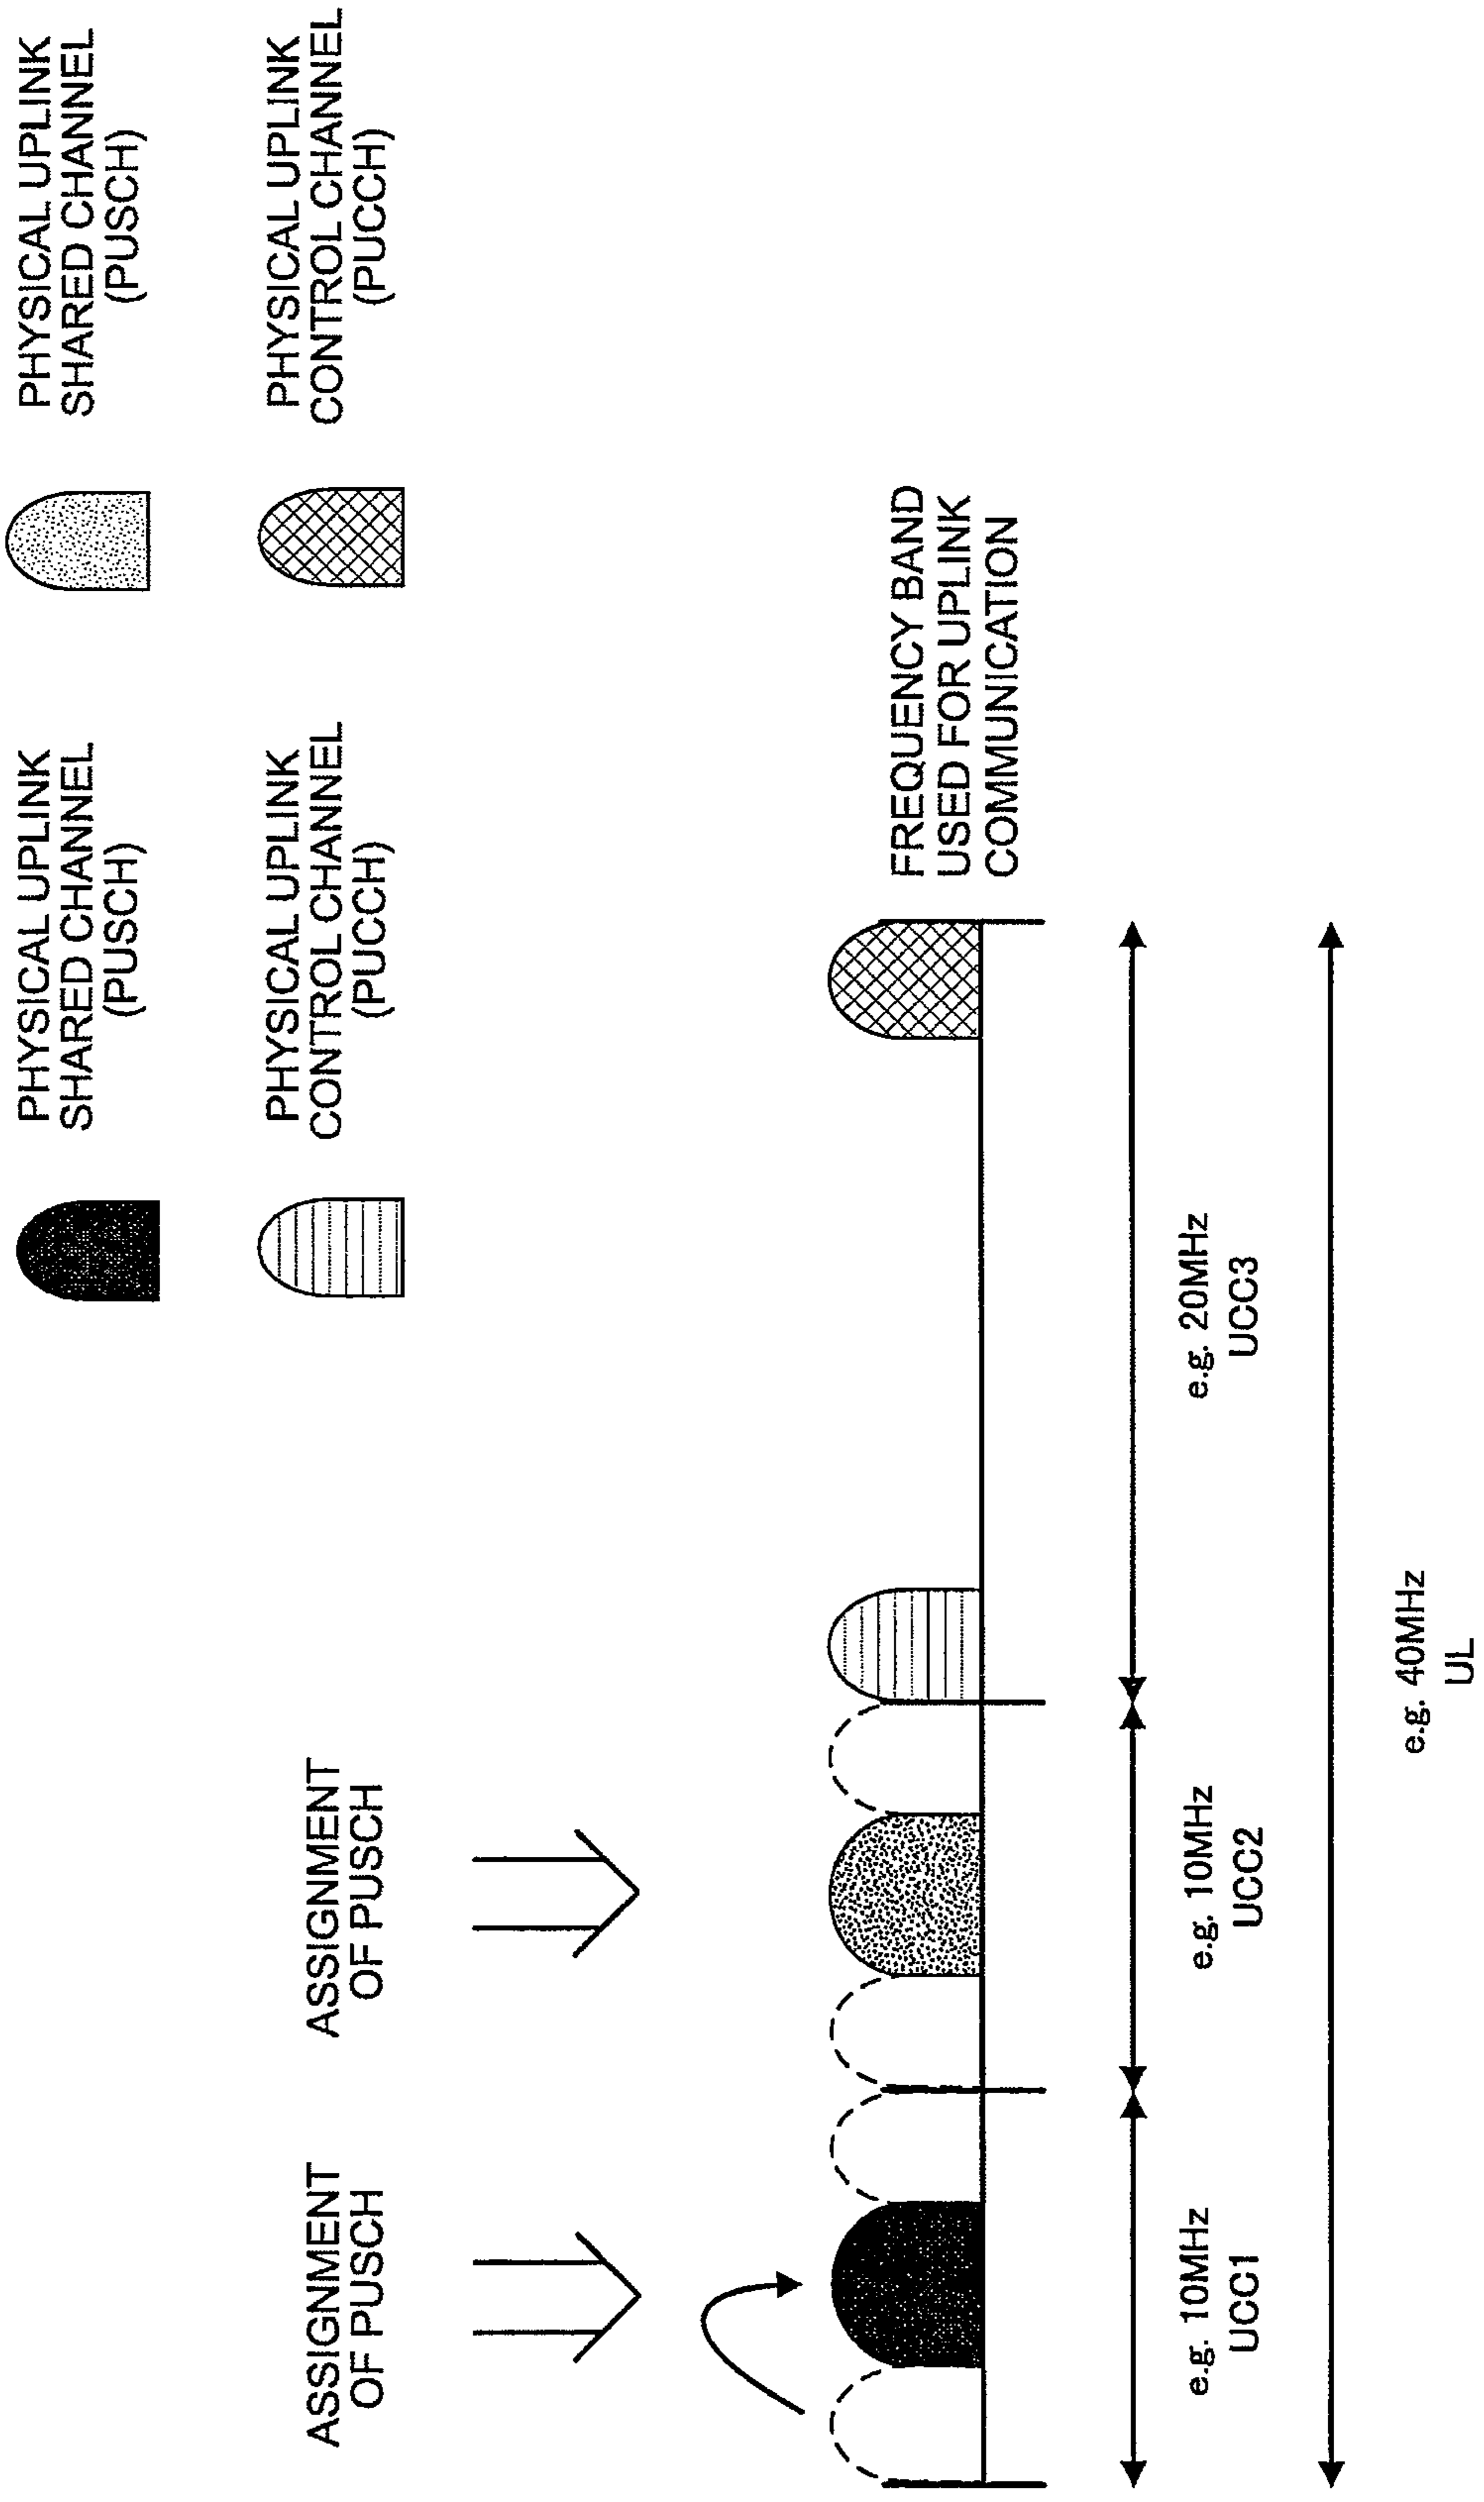 PHYSICAL UPLINK
SHARED CHANNEL
(PUSCH)
PHYSICAL UPLINK
SHARED CHANNEL
(PUSCH)
PHYSICAL UPLINK
CONTROL CHANNEL
(PUCCH)
PHYSICAL UPLINK
CONTROL CHANNEL
(PUCCH)
ASSIGNMENT
OF PUSCH
ASSIGNMENT
OF PUSCH
FREQUENCY BAND
USED FOR UPLINK
COMMUNICATION
e.g. 10MHz
UCC1
e.g. 10MHz
UCC2
e.g. 20MHz
UCC3
e.g. 40MHz
UL